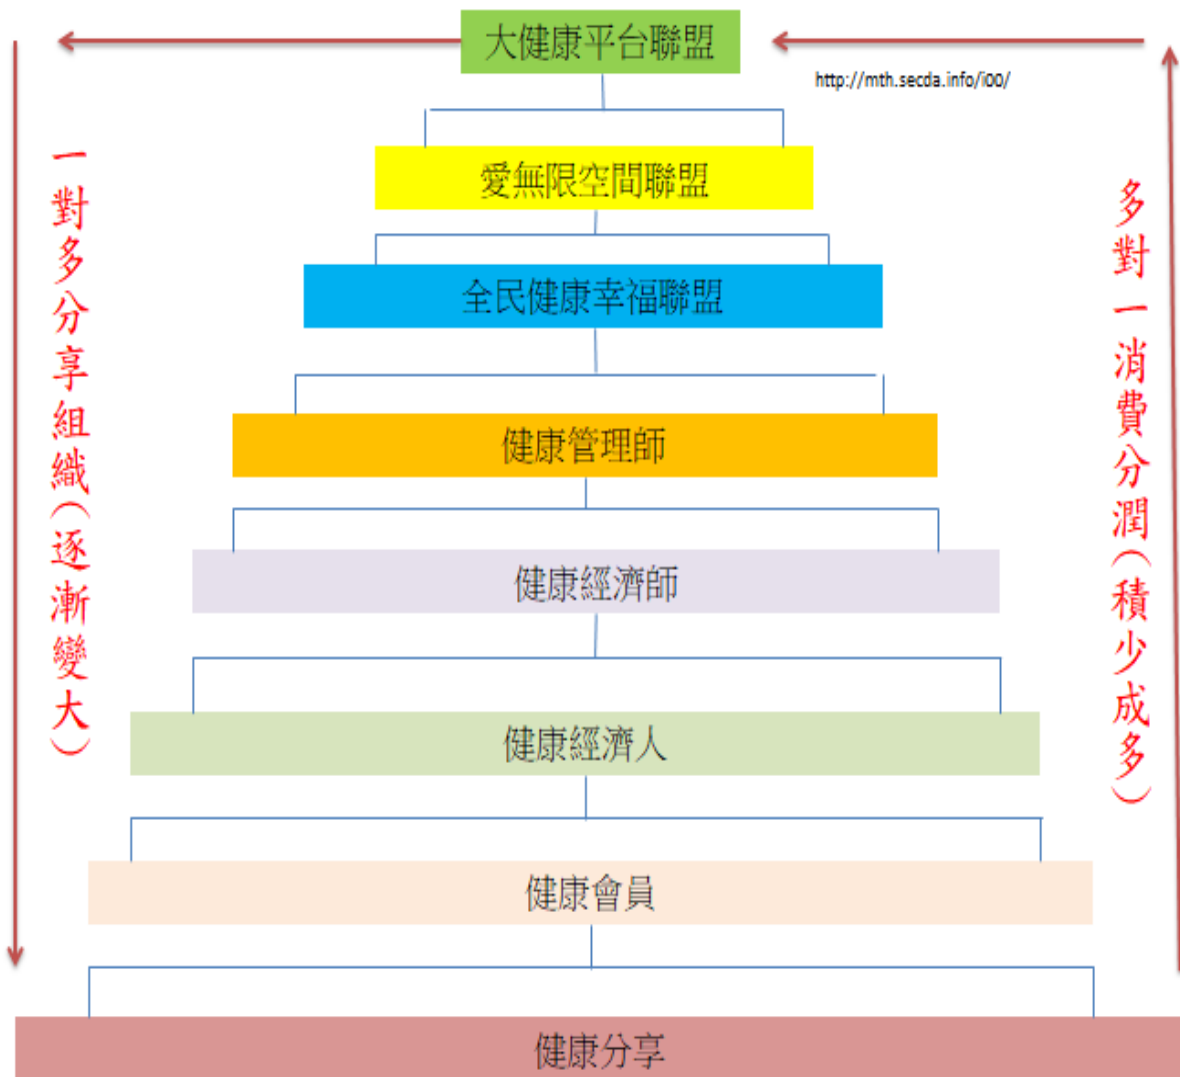 大健康平台聯盟
http://mth.secda.info/i00/
愛無限空間聯盟
全民健康幸福聯盟
健康管理師
健康經濟師
健康經濟人
健康會員
健康分享
一對多分享組織(逐漸變大)
多對一消費分潤(積少成多)